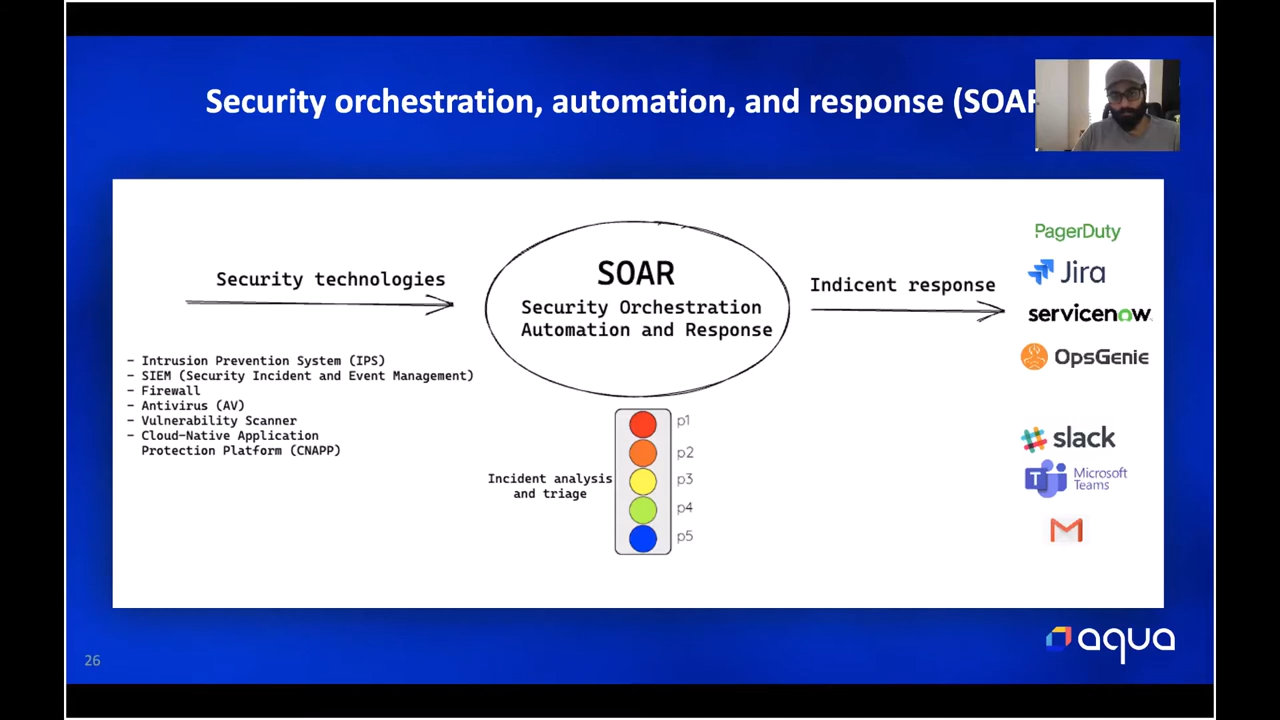 Security orchestration, automation, and response (SOAR
Security technologies
- Intrusion Prevention System (IPS)
- SIEM (Security Incident and Event Management)
- Firewall
- Antivirus (AV)
- Vulnerability Scanner
- Cloud-Native Application
Protection Platform (CNAPP)
SOAR
Security Orchestration
Automation and Response
Incident analysis
and triage
p1
p2
p3
p4
p5
Indicent response
PagerDuty
Jira
servicenow
OpsGenie
slack
Microsoft
Teams
26
aqua